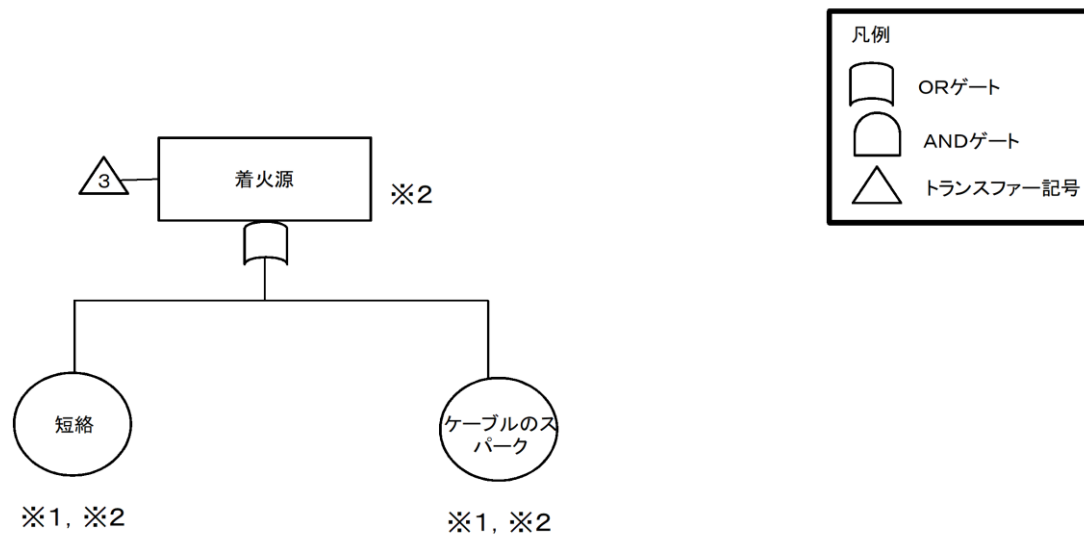 凡例
ORゲート
ANDゲート
トランスファー記号
3
着火源
※2
短絡
ケーブルのス
パーク
※1, ※2
※1, ※2